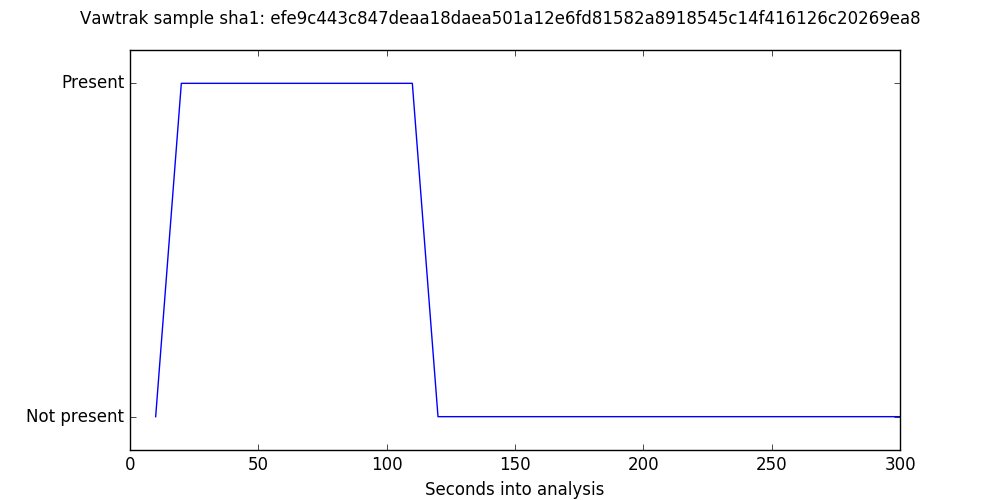 Vawtrak sample sha1: efe9c443c847deaa18daea501a12e6fd81582a8918545c14f416126c20269ea8
Present
Not present
0 50 100 150 200 250 300
Seconds into analysis